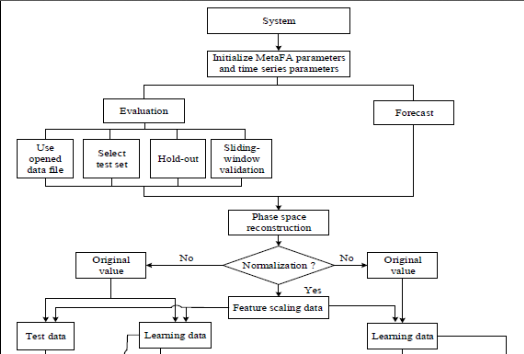 System
Initialize MetaFA parameters
and time series parameters
Evaluation
Forecast
Use
opened
data file
Select
test set
Hold-out
Sliding-
window
validation
Phase space
reconstruction
Original
value
No
Normalization ?
No
Original
value
Yes
Feature scaling data
Test data
Learning data
Learning data